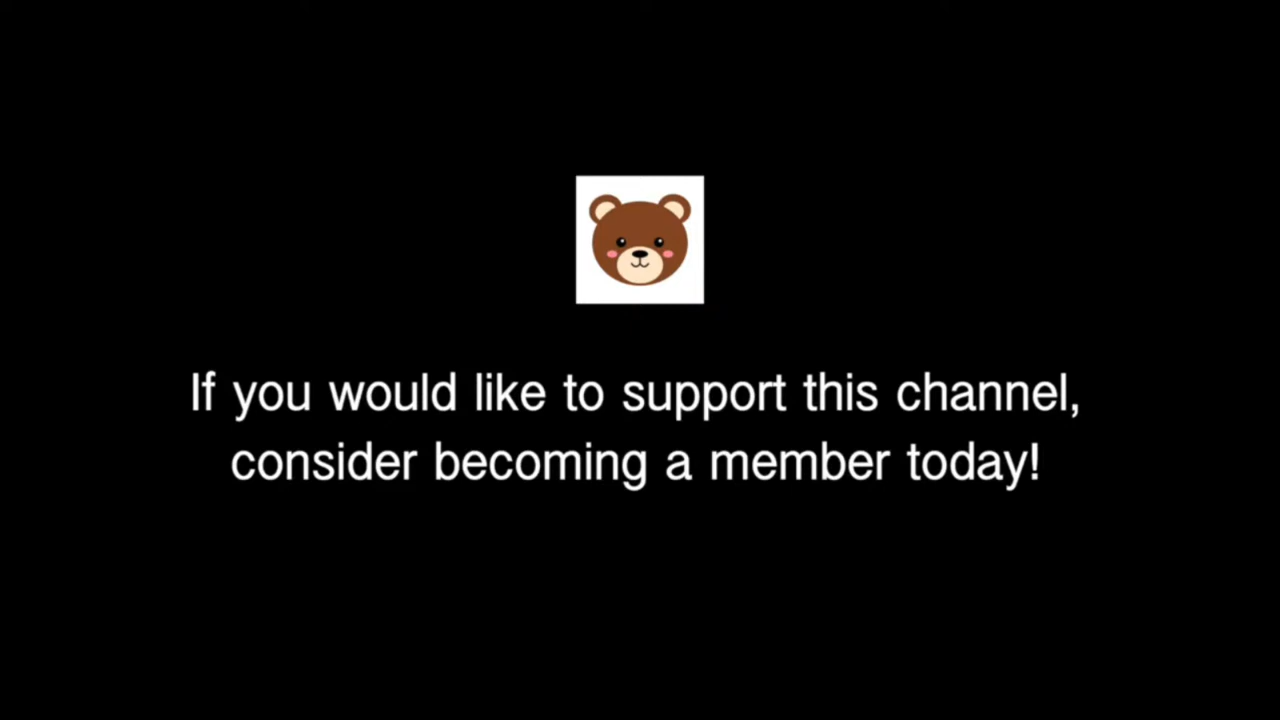 If you would like to support this channel,
consider becoming a member today!